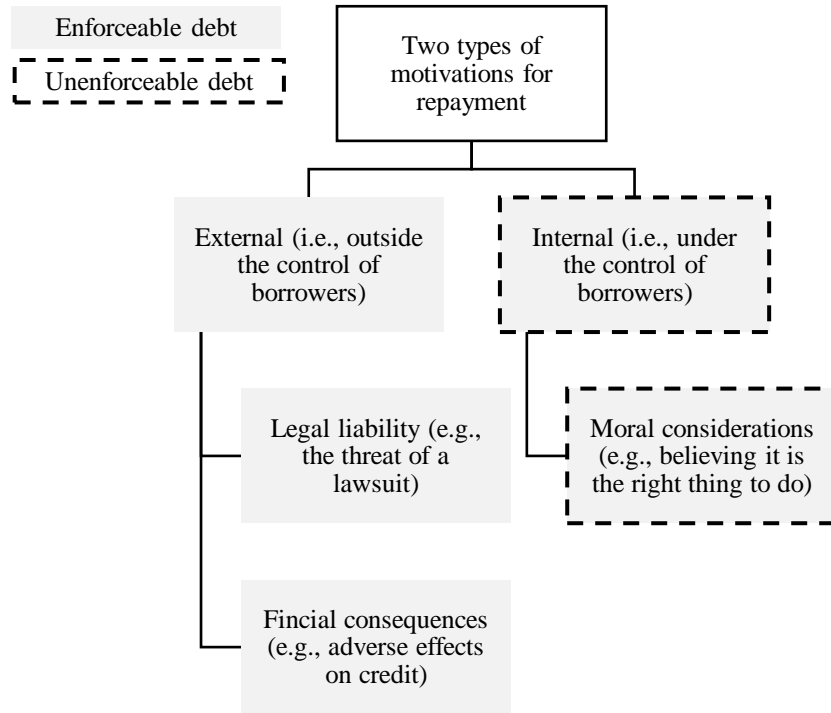 Enforceable debt
Unenforceable debt
Two types of
motivations for
repayment
External (i.e., outside
the control of
borrowers)
Internal (i.e., under
the control of
borrowers)
Legal liability (e.g.,
the threat of a
lawsuit)
Moral considerations
(e.g., believing it is
the right thing to do)
Fincial consequences
(e.g., adverse effects
on credit)